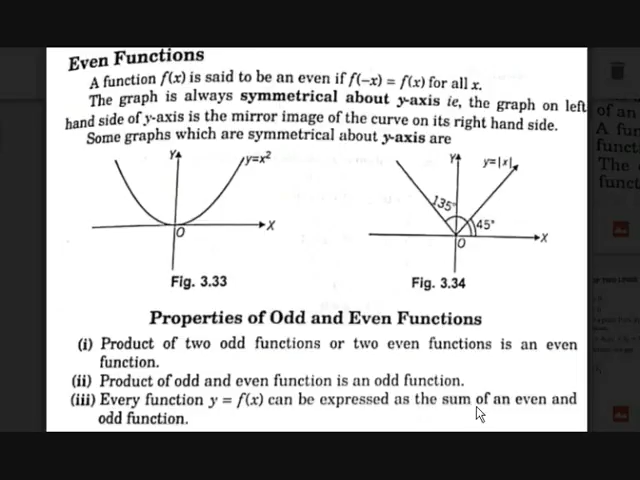 Even Functions
A function f(x) is said to be an even if f(−x) = f(x) for all x.
The graph is always symmetrical about y-axis ie, the graph on left
hand side of y-axis is the mirror image of the curve on its right hand side.
Some graphs which are symmetrical about y-axis are
Y
y=x²
X
O
Fig. 3.33
Y
y=|x|
135°
45°
X
O
Fig. 3.34
Properties of Odd and Even Functions
(i) Product of two odd functions or two even functions is an even
function.
(ii) Product of odd and even function is an odd function.
(iii) Every function y = f(x) can be expressed as the sum of an even and
odd function.
of an
A fun
funct
The
funct